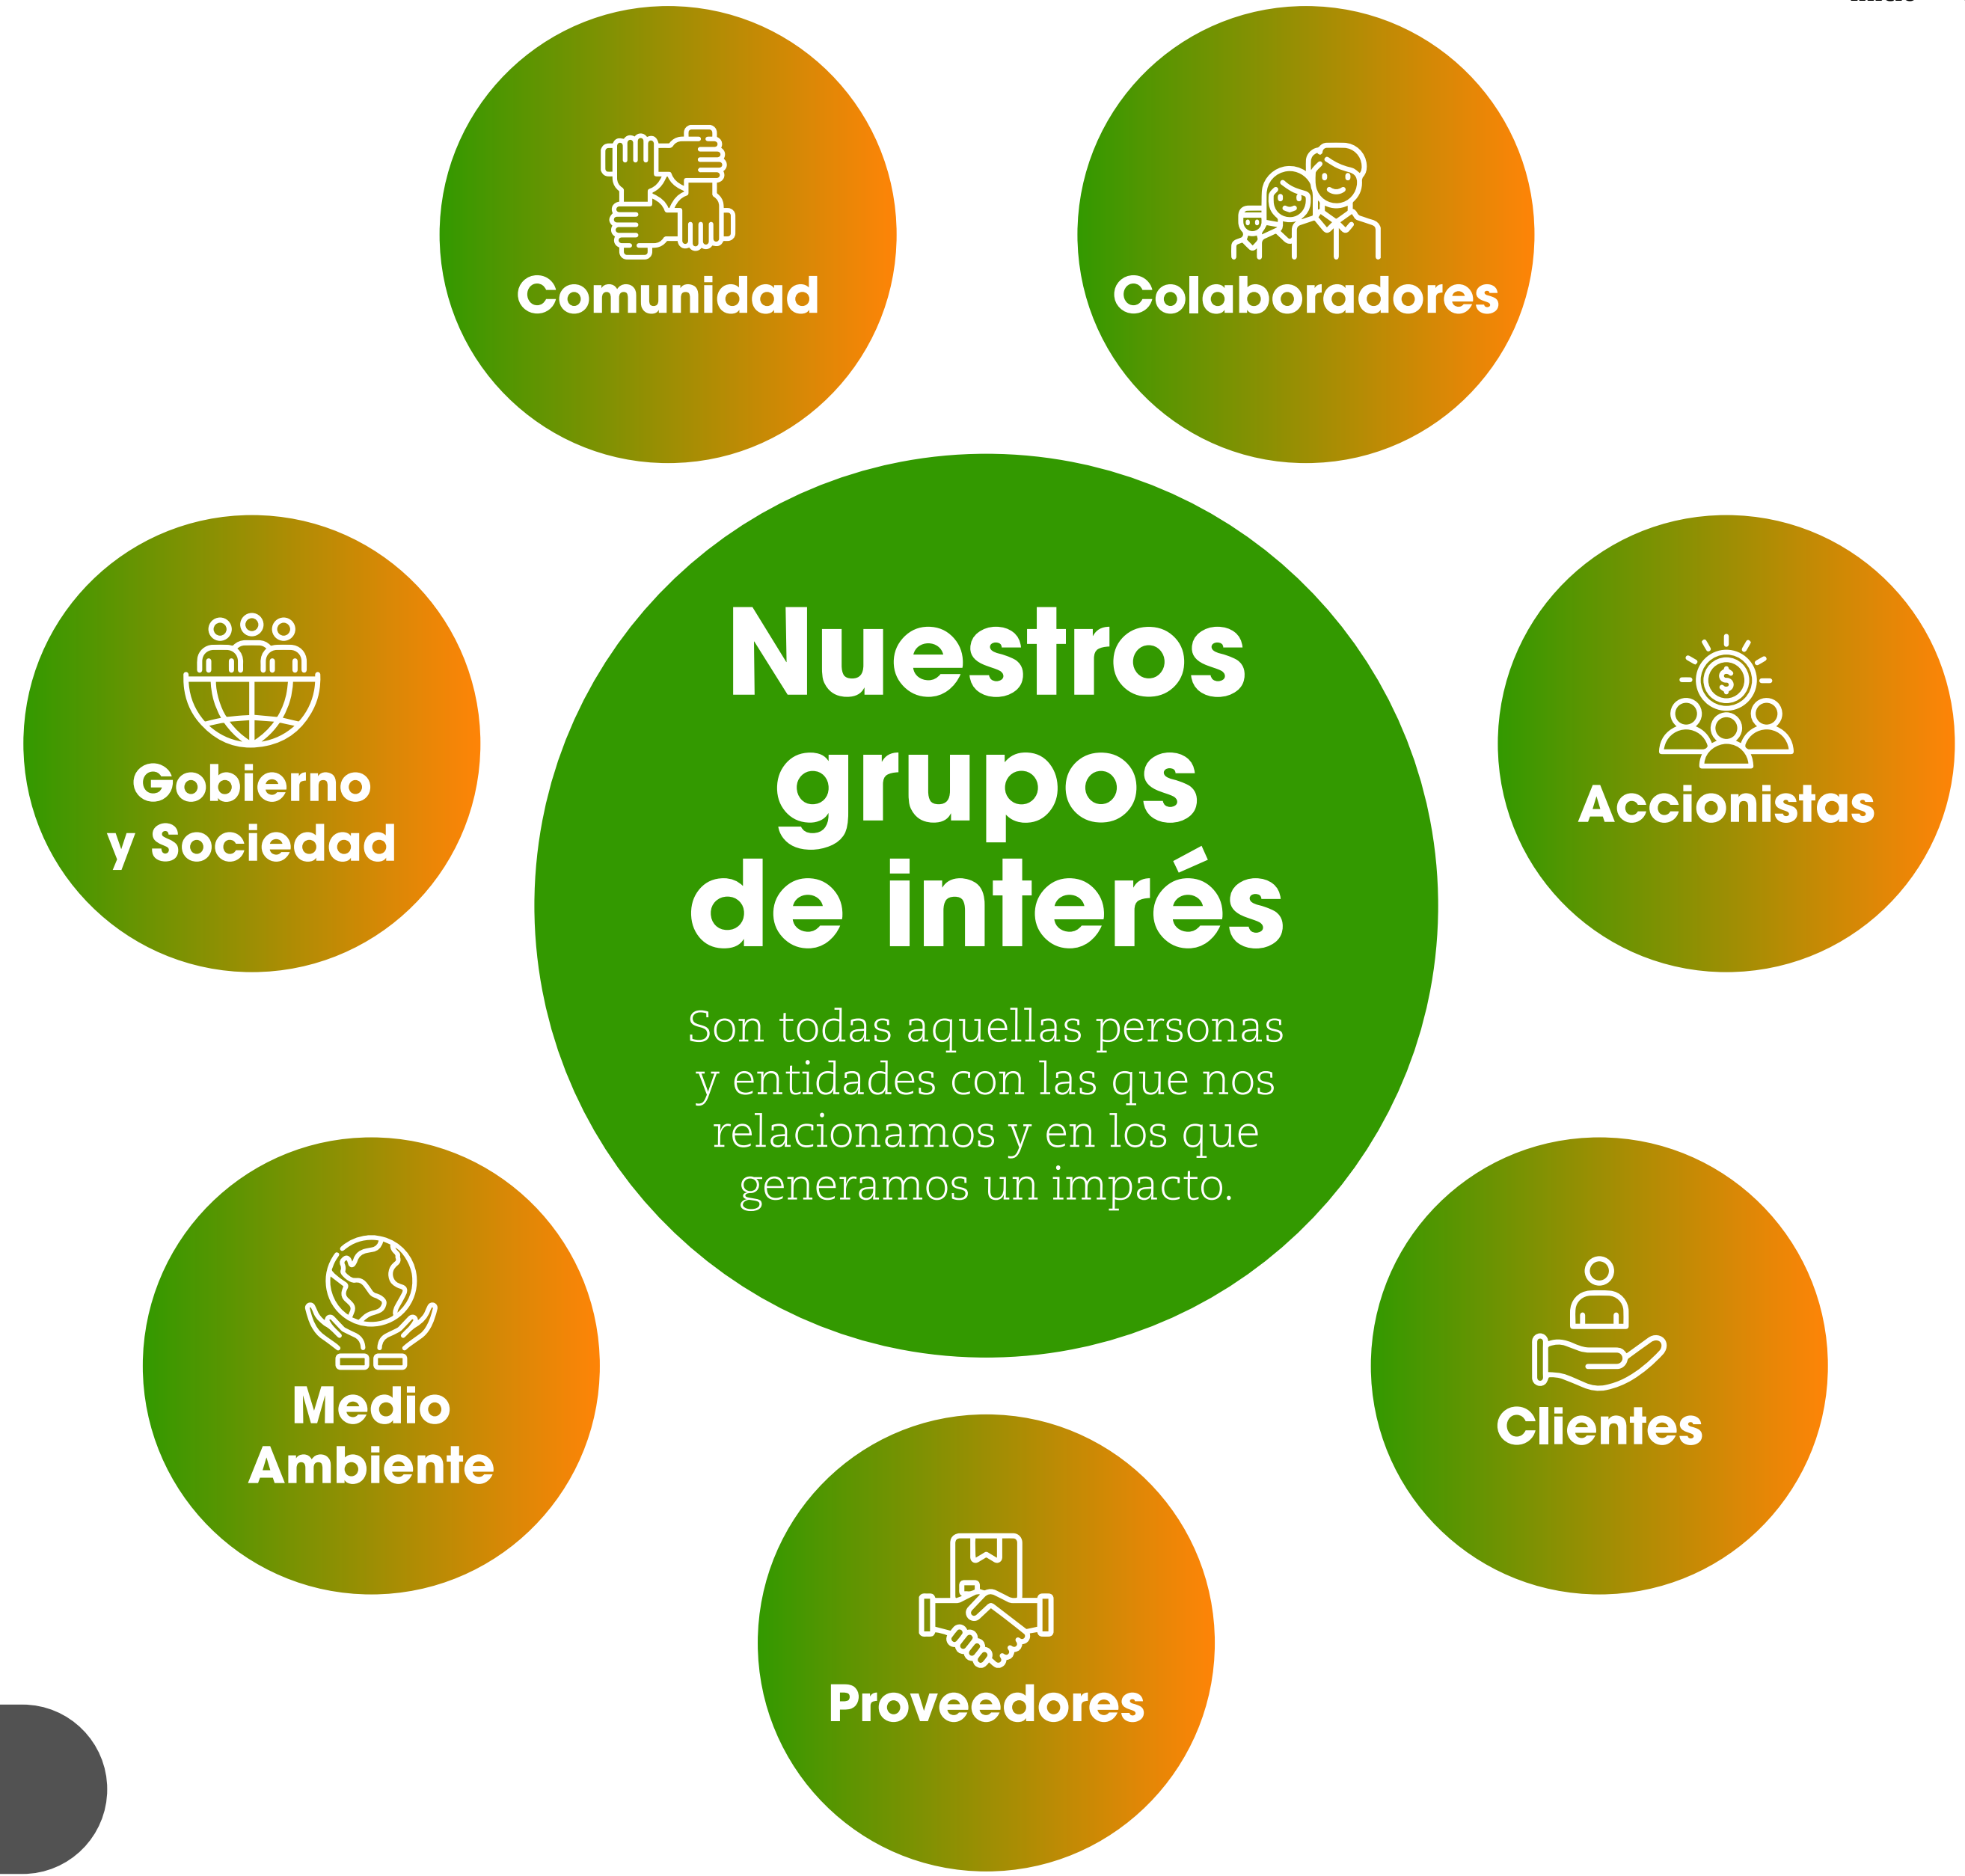 Comunidad
Colaboradores
Nuestros
grupos
de interés
Son todas aquellas personas
y entidades con las que nos
relacionamos y en los que
generamos un impacto.
Gobierno
y Sociedad
Accionistas
Medio
Ambiente
Clientes
Proveedores